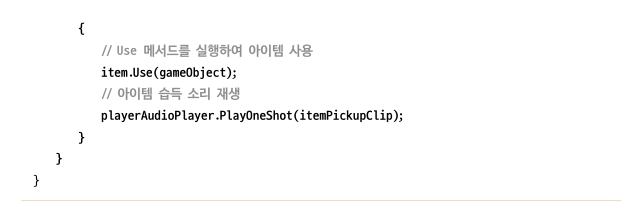 {
// Use 메서드를 실행하여 아이템 사용
item.Use(gameObject);
// 아이템 습득 소리 재생
playerAudioPlayer.PlayOneShot(itemPickupClip);
}
}
}